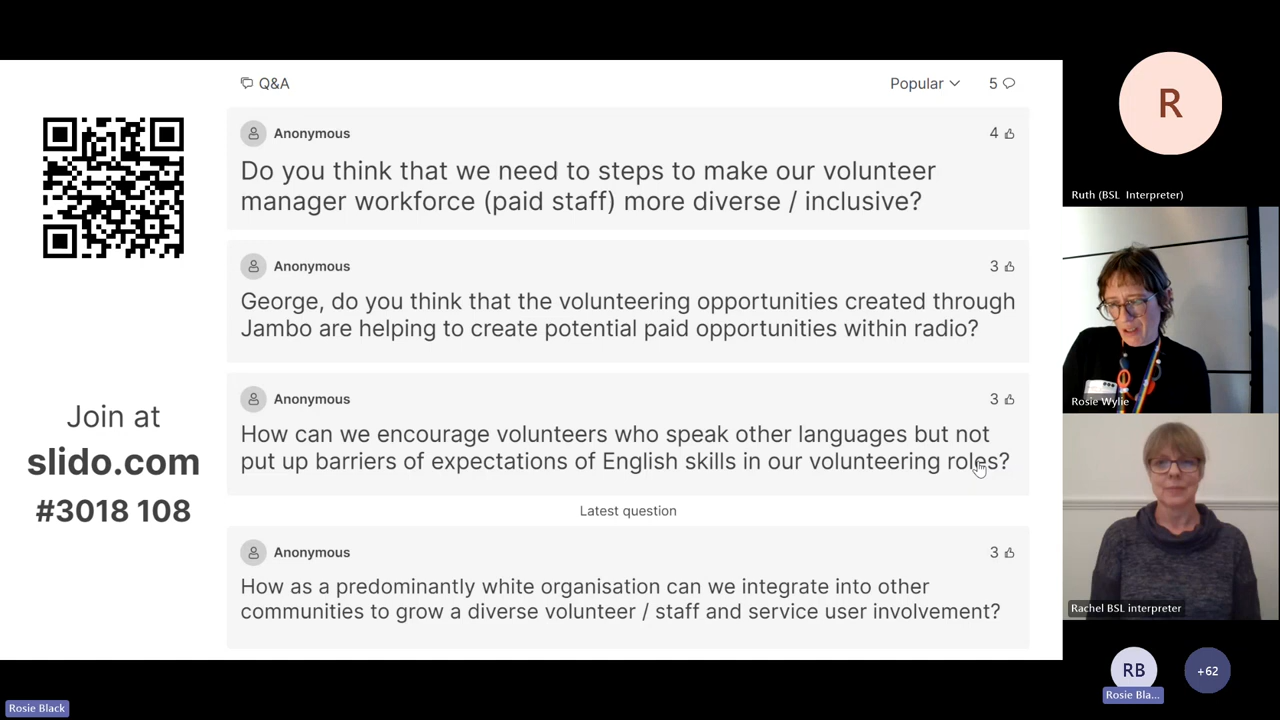 Q&A
Popular
5
Anonymous
4
Do you think that we need to steps to make our volunteer
manager workforce (paid staff) more diverse / inclusive?
Anonymous
3
George, do you think that the volunteering opportunities created through
Jambo are helping to create potential paid opportunities within radio?
Anonymous
3
How can we encourage volunteers who speak other languages but not
put up barriers of expectations of English skills in our volunteering roles?
Latest question
Anonymous
3
How as a predominantly white organisation can we integrate into other
communities to grow a diverse volunteer / staff and service user involvement?
Join at
slido.com
#3018 108
R
Ruth (BSL Interpreter)
Rosie Wylie
Rachel BSL interpreter
RB
Rosie Bla...
+62
Rosie Black